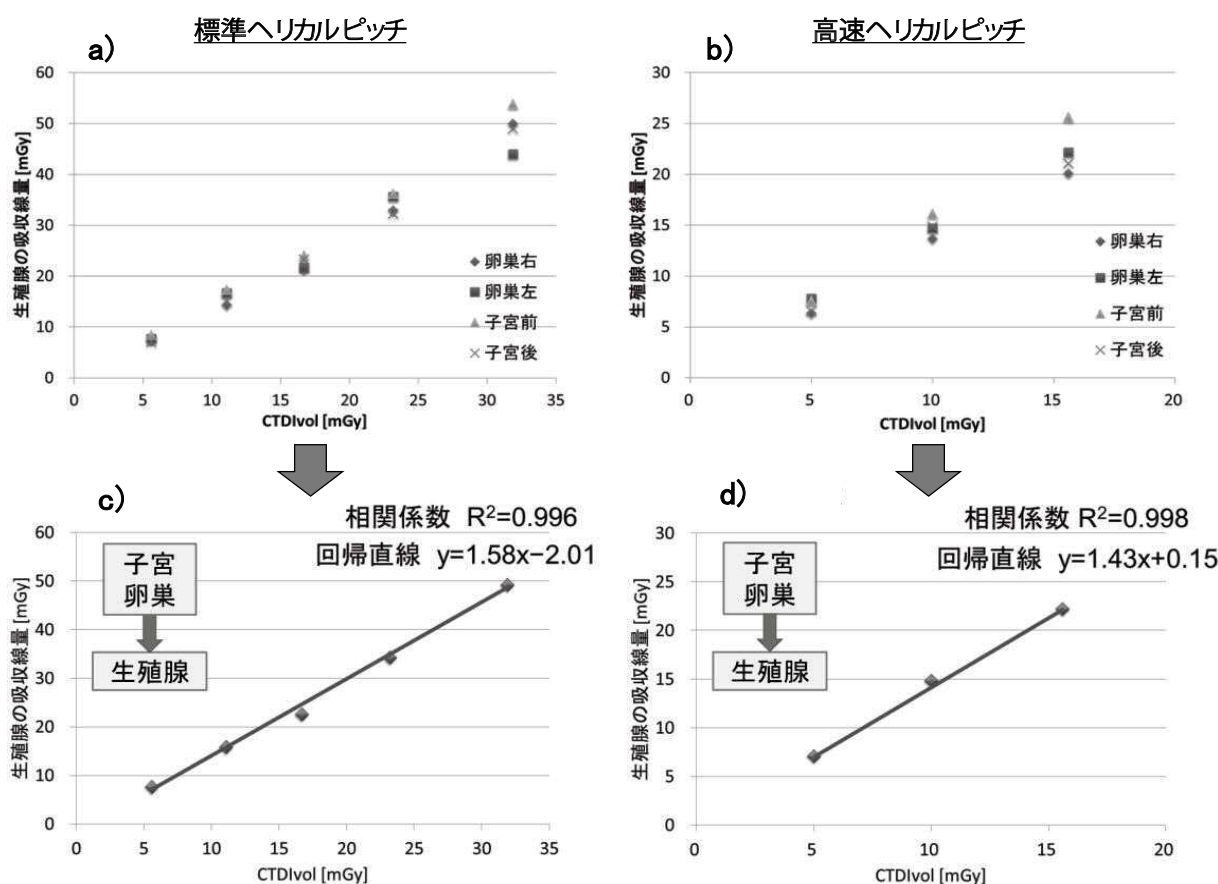 標準ヘリカルピッチ
a)
60
50
40
30
20
10
0
生殖腺の吸収線量 [mGy]
0 5 10 15 20 25 30 35
CTDIvol [mGy]
卵巣右
卵巣左
子宮前
子宮後
高速ヘリカルピッチ
b)
30
25
20
15
10
5
0
生殖腺の吸収線量 [mGy]
0 5 10 15 20
CTDIvol [mGy]
卵巣右
卵巣左
子宮前
子宮後
c)
相関係数 R²=0.996
回帰直線 y=1.58x−2.01
60
50
40
30
20
10
0
生殖腺の吸収線量 [mGy]
子宮
卵巣
生殖腺
0 5 10 15 20 25 30 35
CTDIvol [mGy]
d)
相関係数 R²=0.998
回帰直線 y=1.43x+0.15
30
25
20
15
10
5
0
生殖腺の吸収線量 [mGy]
子宮
卵巣
生殖腺
0 5 10 15 20
CTDIvol [mGy]